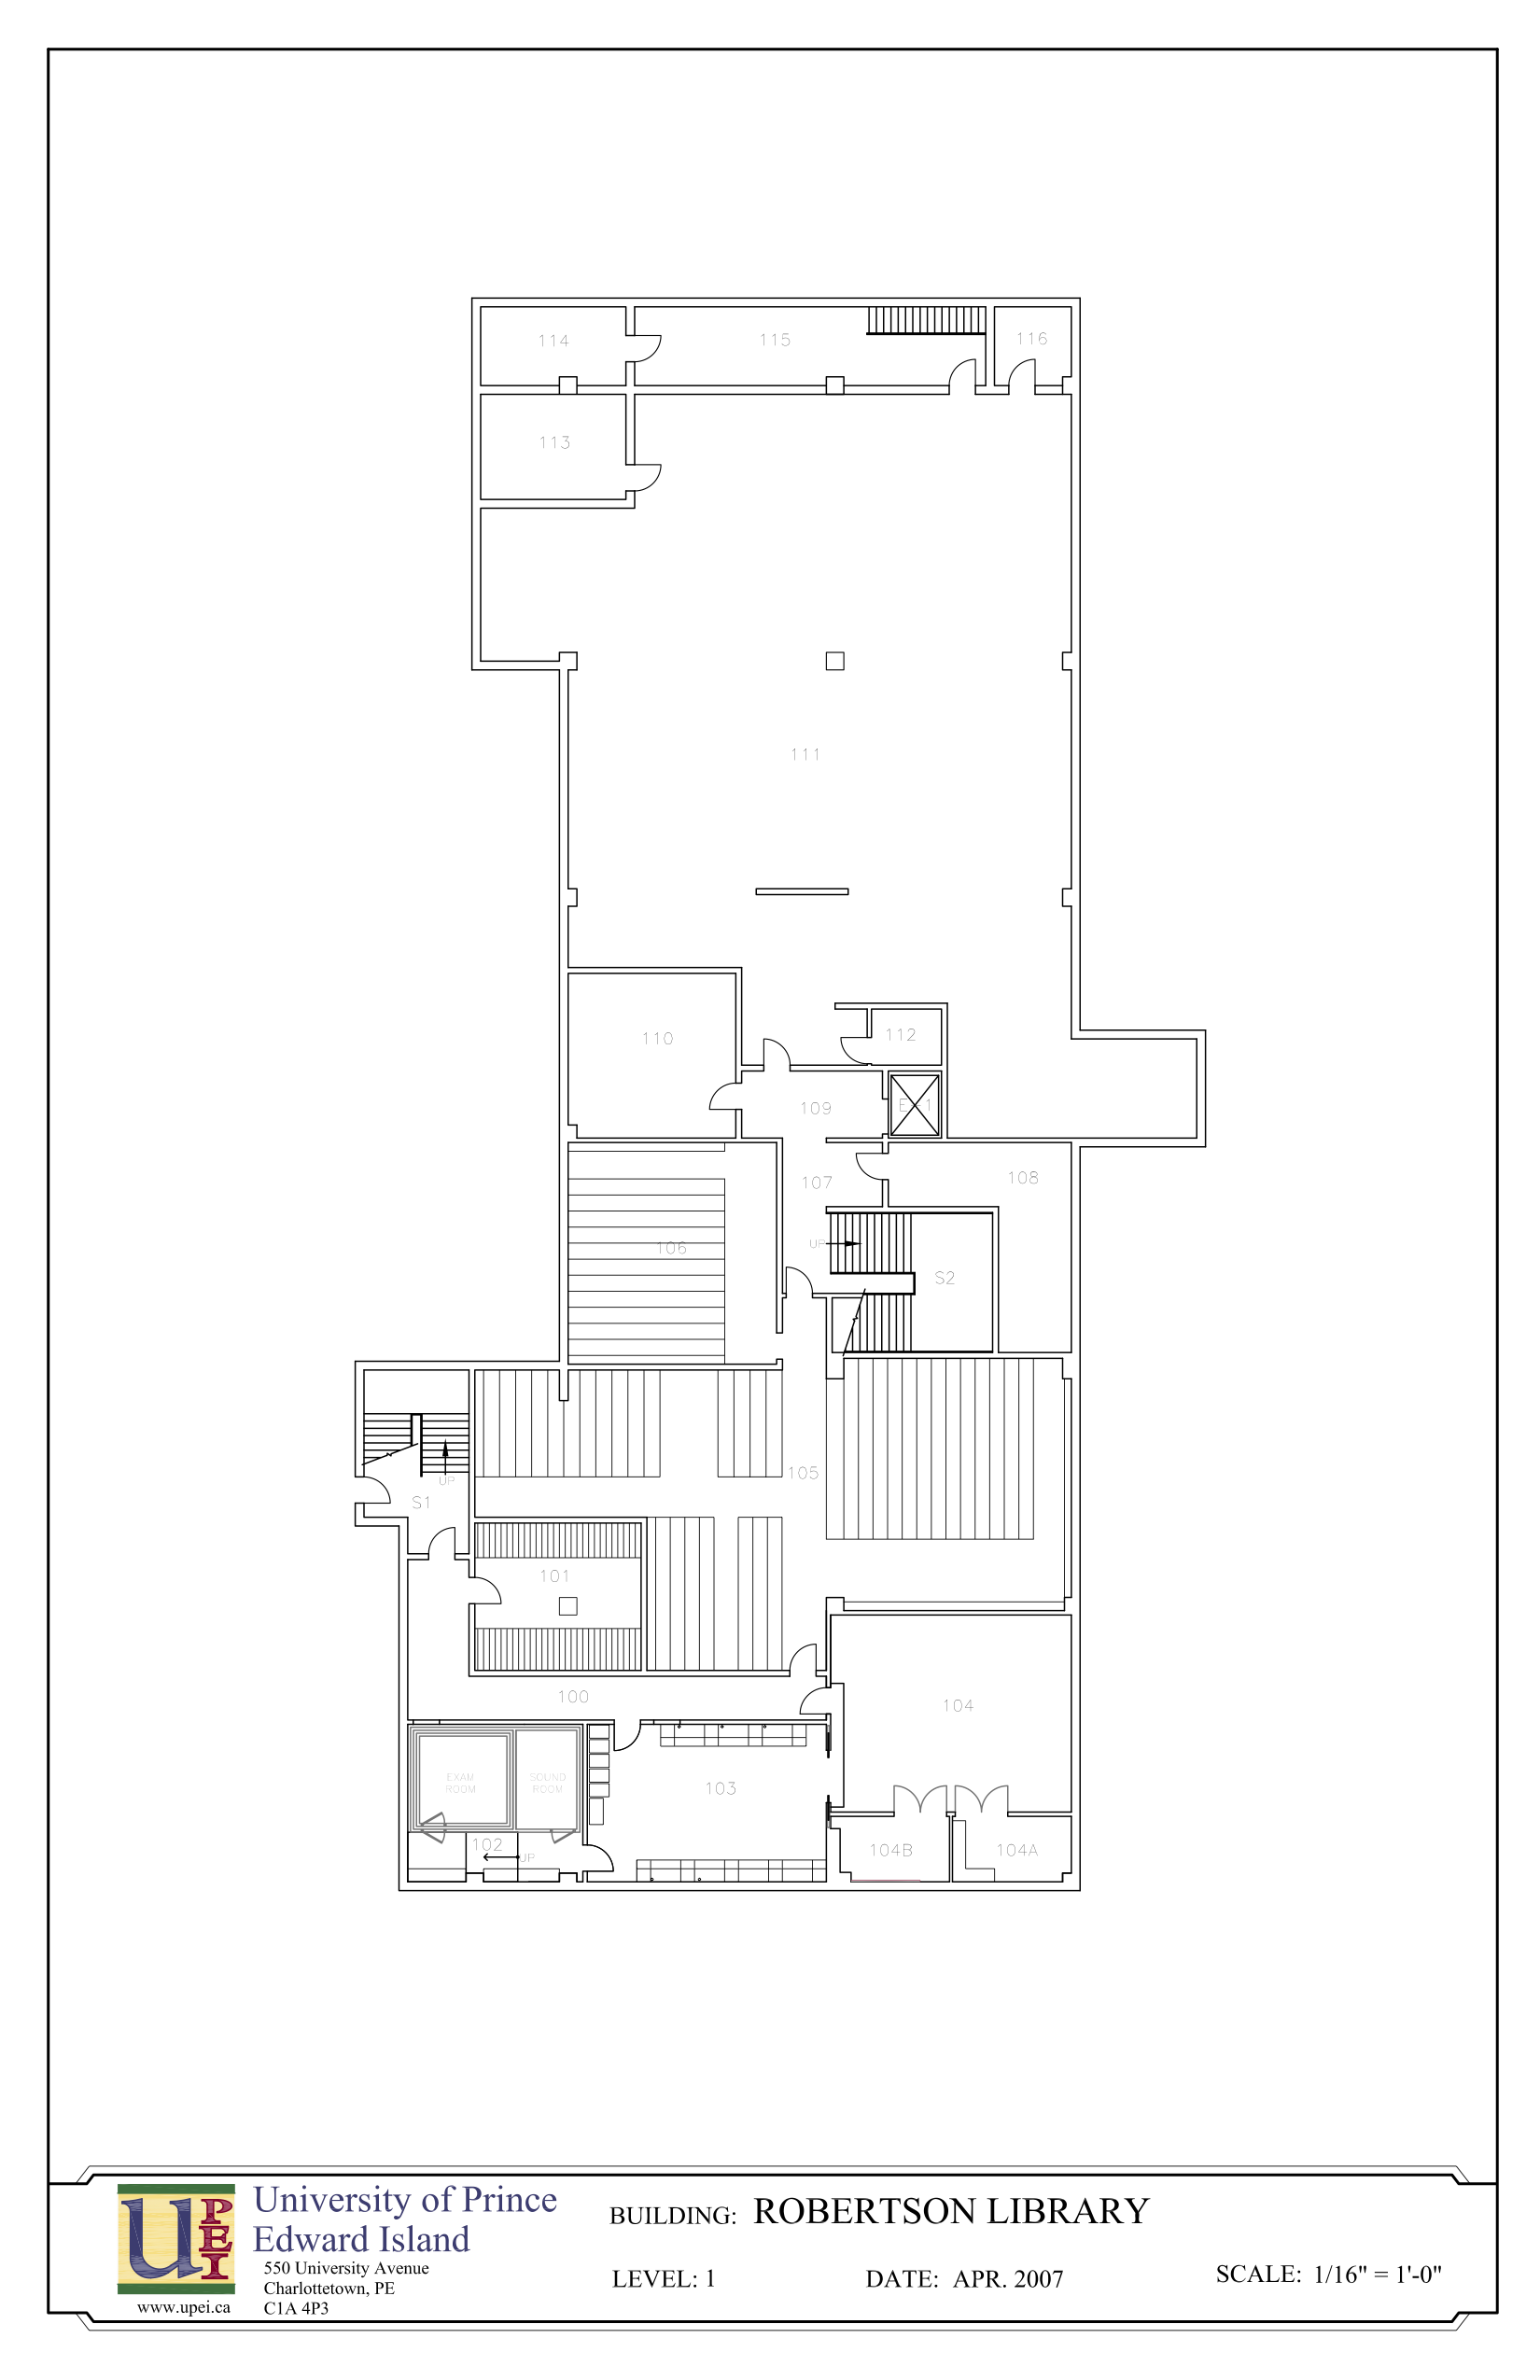 114
115
116
113
111
110
112
109
E-1
107
108
106
UP
S2
105
UP
S1
101
100
104
EXAM
ROOM
SOUND
ROOM
103
102
UP
104B
104A
UPEI
University of Prince
Edward Island
550 University Avenue
Charlottetown, PE
C1A 4P3
www.upei.ca
BUILDING: ROBERTSON LIBRARY
LEVEL: 1
DATE: APR. 2007
SCALE: 1/16" = 1'-0"